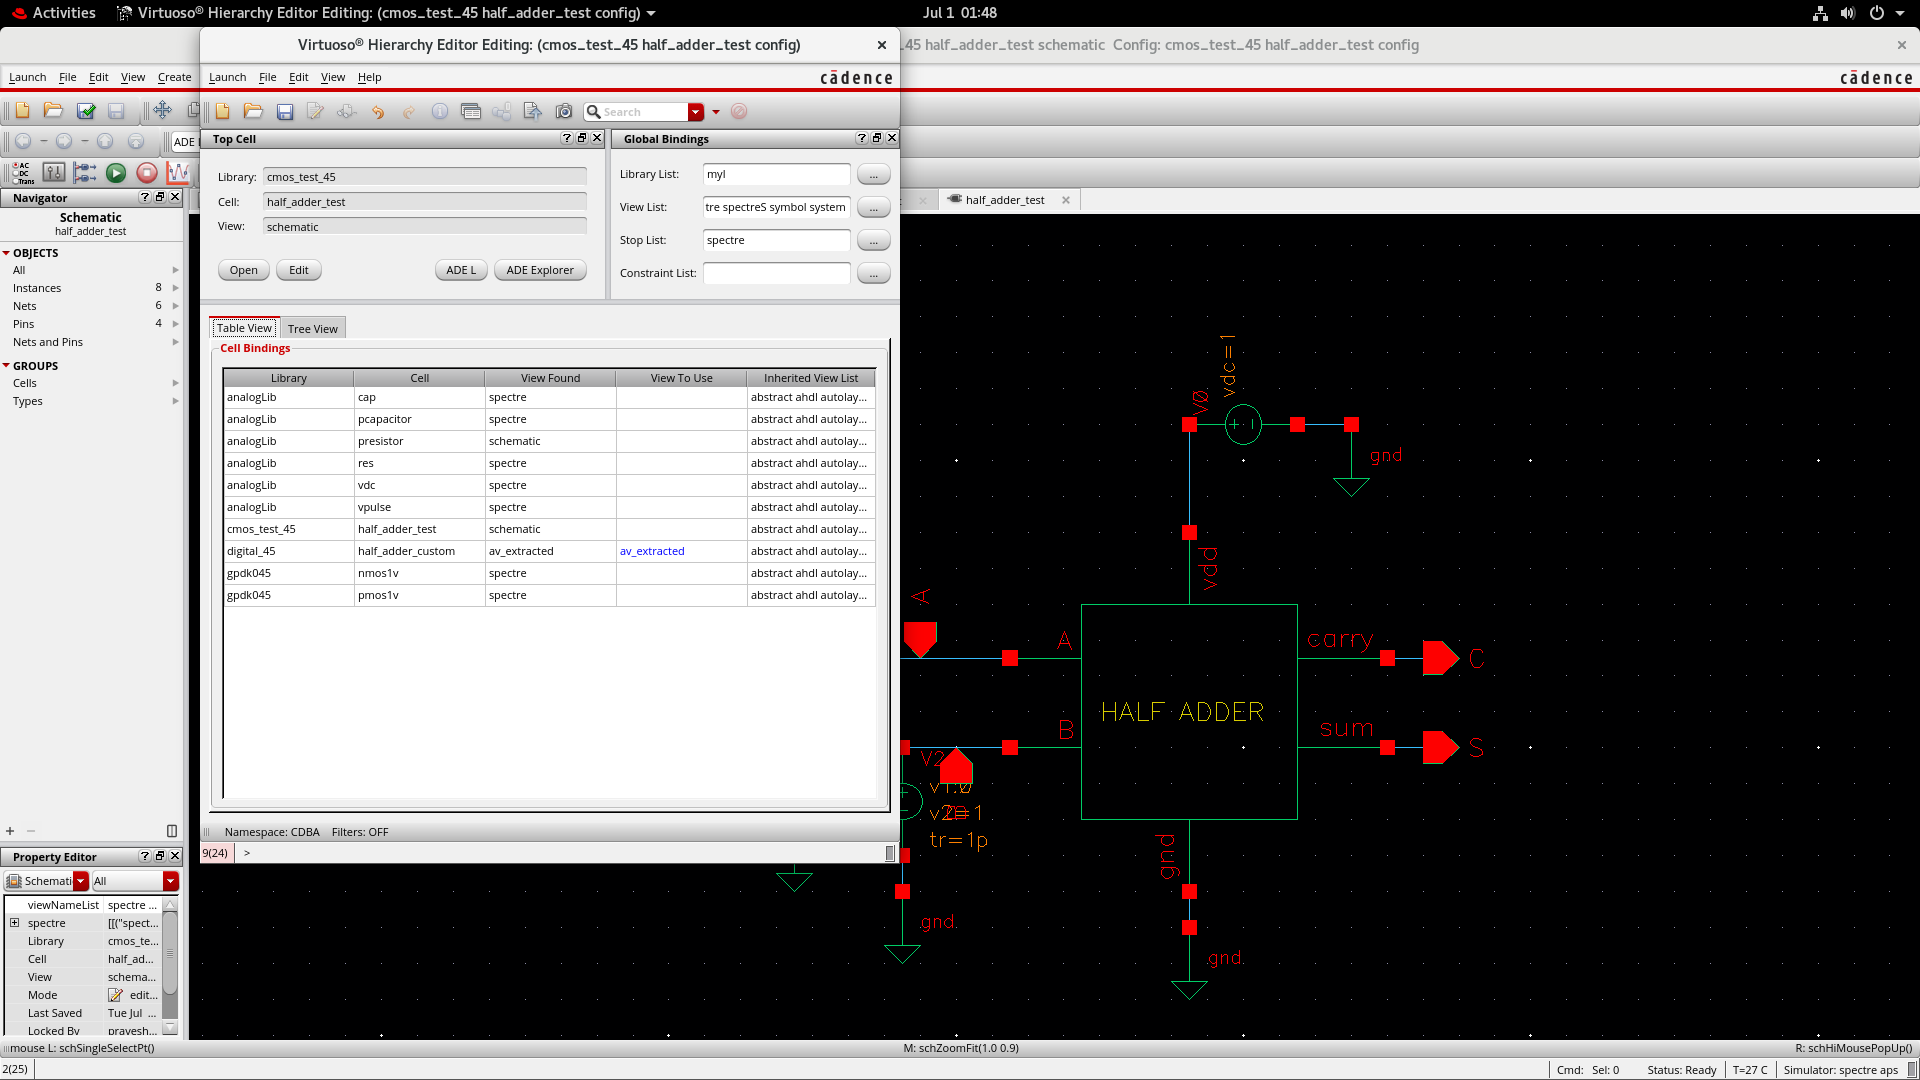 Activities
Virtuoso® Hierarchy Editor Editing: (cmos_test_45 half_adder_test config)
Jul 1 01:48
Virtuoso® Hierarchy Editor Editing: (cmos_test_45 half_adder_test config)
45 half_adder_test schematic Config: cmos_test_45 half_adder_test config
Launch File Edit View Create
Launch File Edit View Help
cādence
cādence
Search
ADE
AC
DC
Trans
Top Cell
Library: cmos_test_45
Cell: half_adder_test
View: schematic
Open Edit ADE L ADE Explorer
Global Bindings
Library List: myl
View List: tre spectreS symbol system
Stop List: spectre
Constraint List:
... ... ... ...
half_adder_test
Navigator
Schematic
half_adder_test
OBJECTS
All
Instances 8
Nets 6
Pins 4
Nets and Pins
GROUPS
Cells
Types
Table View Tree View
Cell Bindings
Library Cell View Found View To Use Inherited View List
analogLib cap spectre abstract ahdl autolay...
analogLib pcapacitor spectre abstract ahdl autolay...
analogLib presistor schematic abstract ahdl autolay...
analogLib res spectre abstract ahdl autolay...
analogLib vdc spectre abstract ahdl autolay...
analogLib vpulse spectre abstract ahdl autolay...
cmos_test_45 half_adder_test schematic abstract ahdl autolay...
digital_45 half_adder_custom av_extracted av_extracted abstract ahdl autolay...
gpdk045 nmos1v spectre abstract ahdl autolay...
gpdk045 pmos1v spectre abstract ahdl autolay...
Namespace: CDBA Filters: OFF
9(24) >
Property Editor
Schemati All
viewNameList spectre ...
spectre [[("spect...
Library cmos_te...
Cell half_ad...
View schema...
Mode edit...
Last Saved Tue Jul ...
Locked By pravesh...
vdc=1
V0
gnd
vdd
A
A
carry
C
HALF ADDER
B
sum
S
V2
v2=1
tr=1p
gnd
gnd
gnd
mouse L: schSingleSelectPt() M: schZoomFit(1.0 0.9) R: schHiMousePopUp()
2(25) Cmd: Sel: 0 Status: Ready T=27 C Simulator: spectre aps